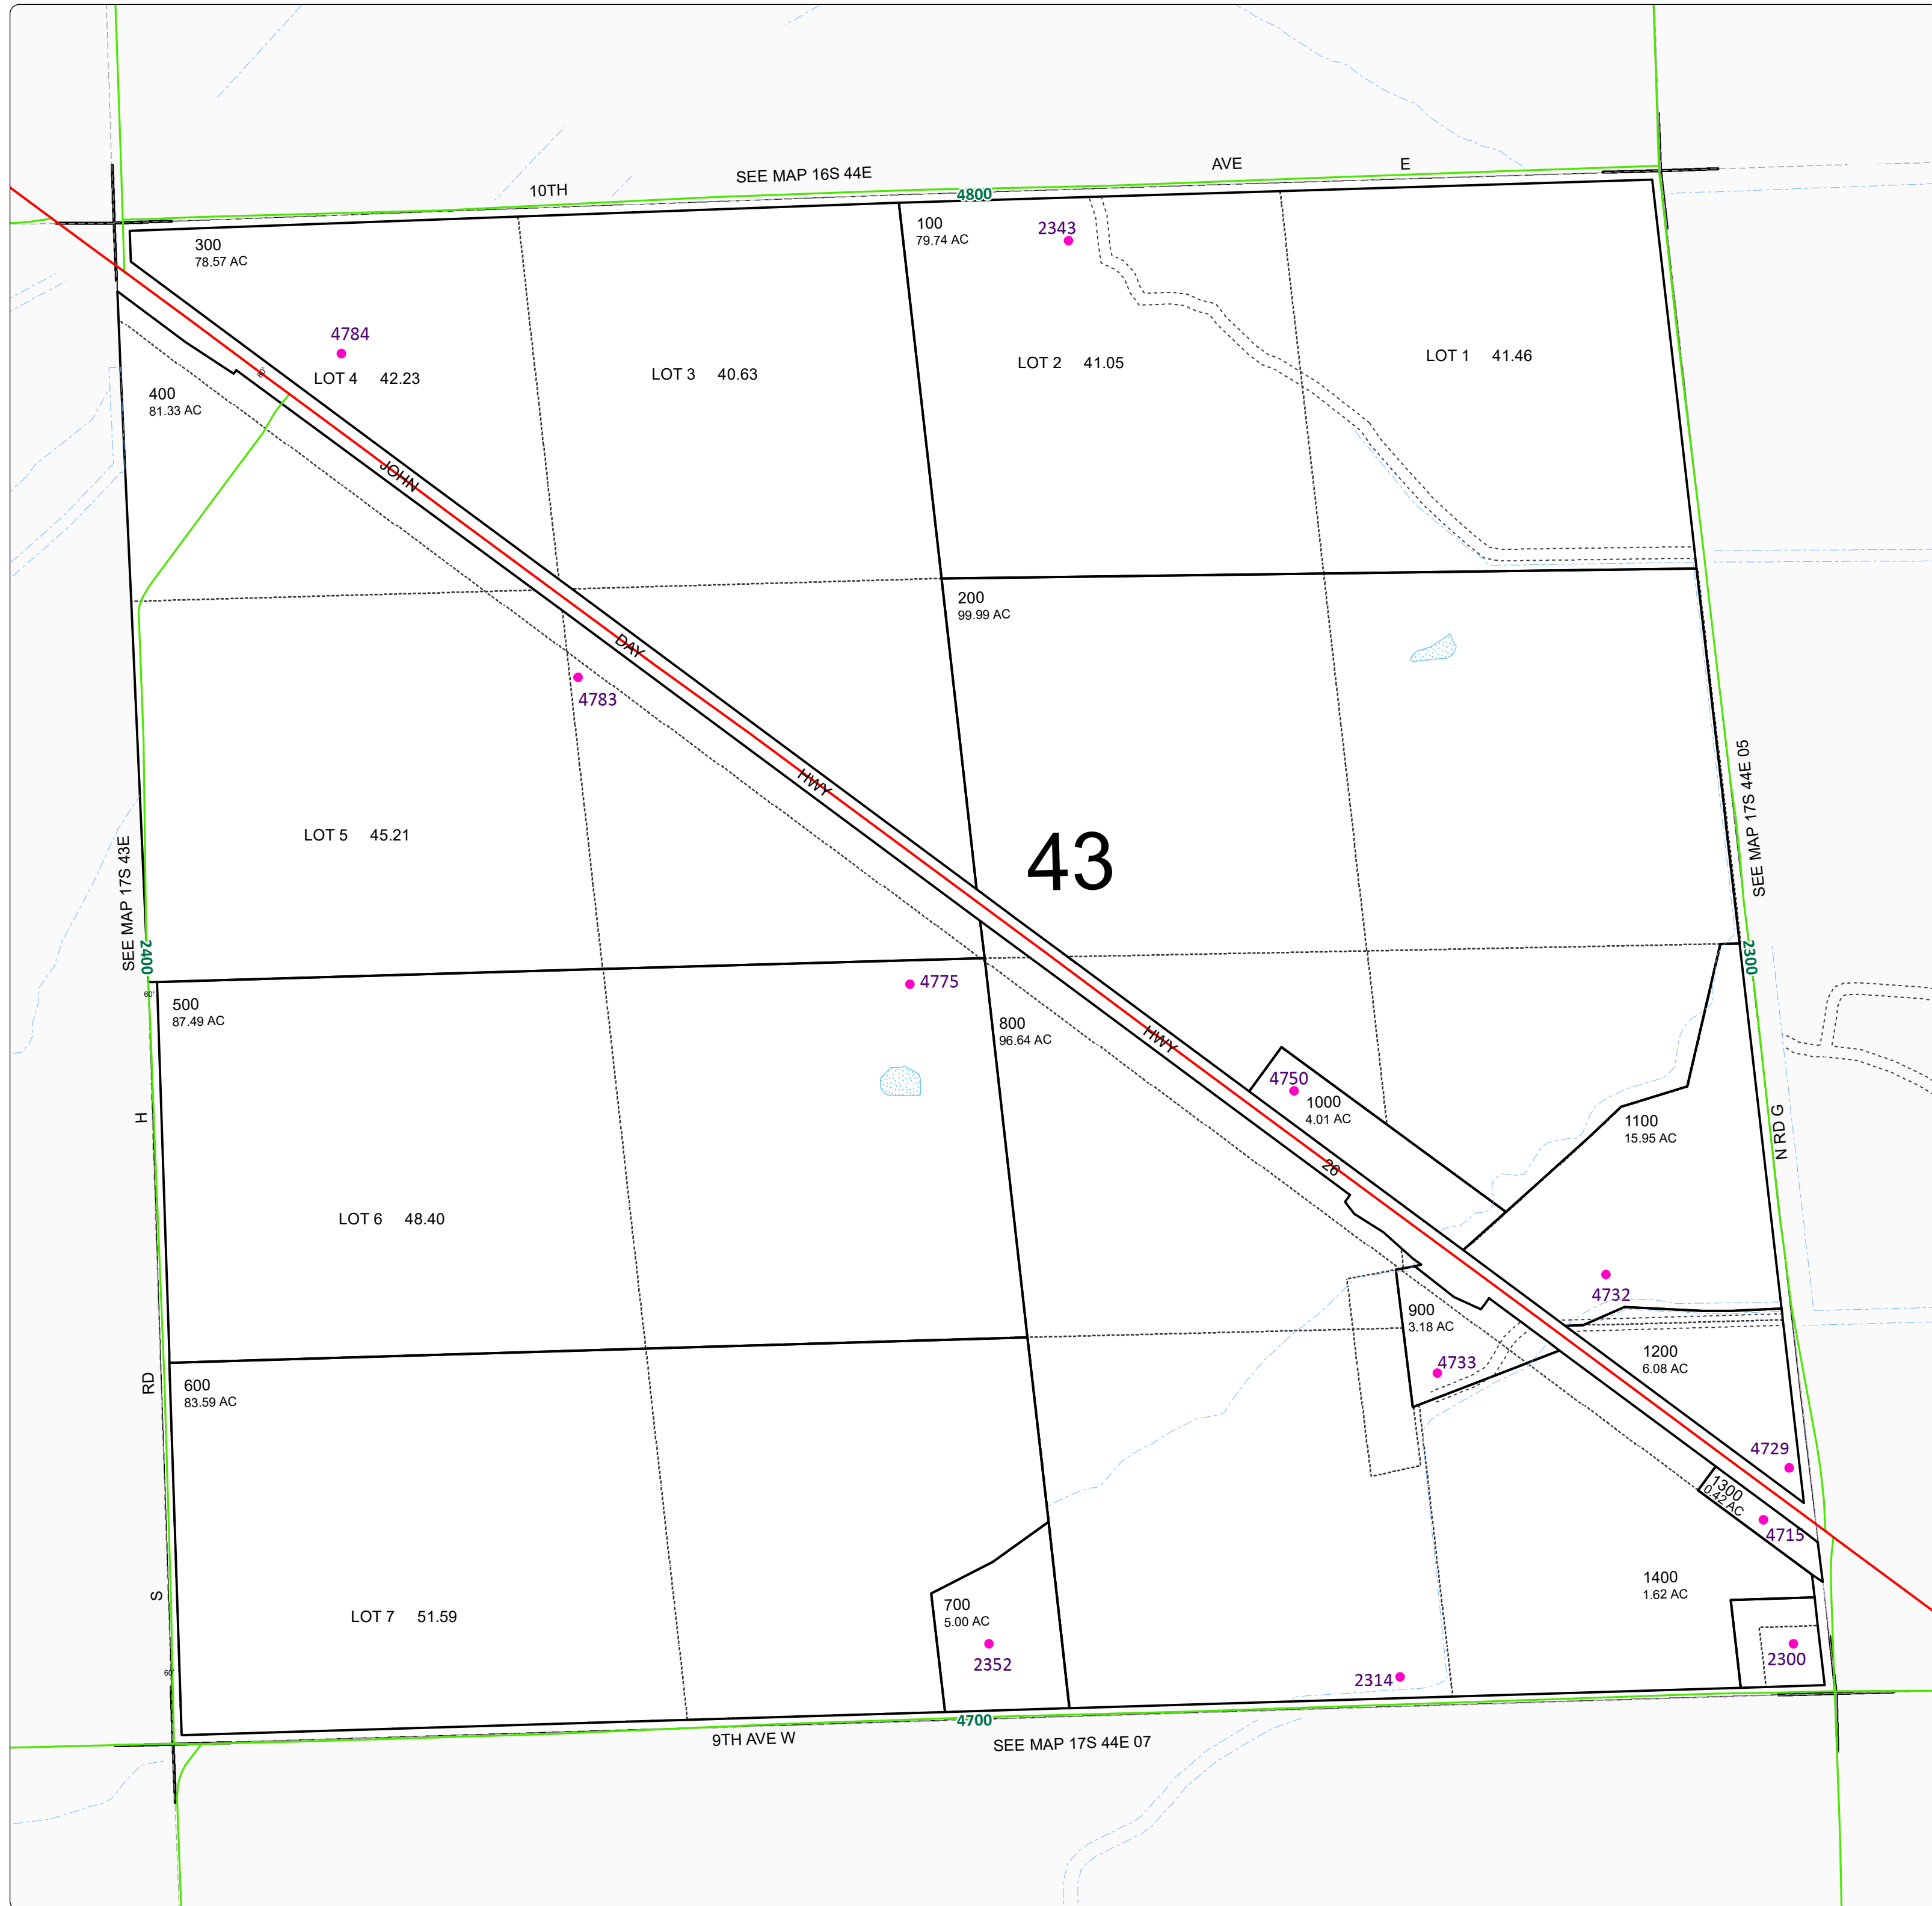 AVE
E
SEE MAP 16S 44E
10TH
4800
100
79.74 AC
2343
300
78.57 AC
4784
LOT 4 42.23
LOT 3 40.63
LOT 2 41.05
LOT 1 41.46
400
81.33 AC
JOHN
200
99.99 AC
DAY
4783
HWY
LOT 5 45.21
43
SEE MAP 17S 44E 05
SEE MAP 17S 43E
2400
2300
60'
500
87.49 AC
4775
800
96.64 AC
HWY
4750
1000
4.01 AC
1100
15.95 AC
H
N RD G
26
LOT 6 48.40
4732
900
3.18 AC
4733
1200
6.08 AC
RD
600
83.59 AC
4729
1300
0.42 AC
4715
S
1400
1.62 AC
700
5.00 AC
LOT 7 51.59
2352
2300
2314
60'
4700
9TH AVE W
SEE MAP 17S 44E 07